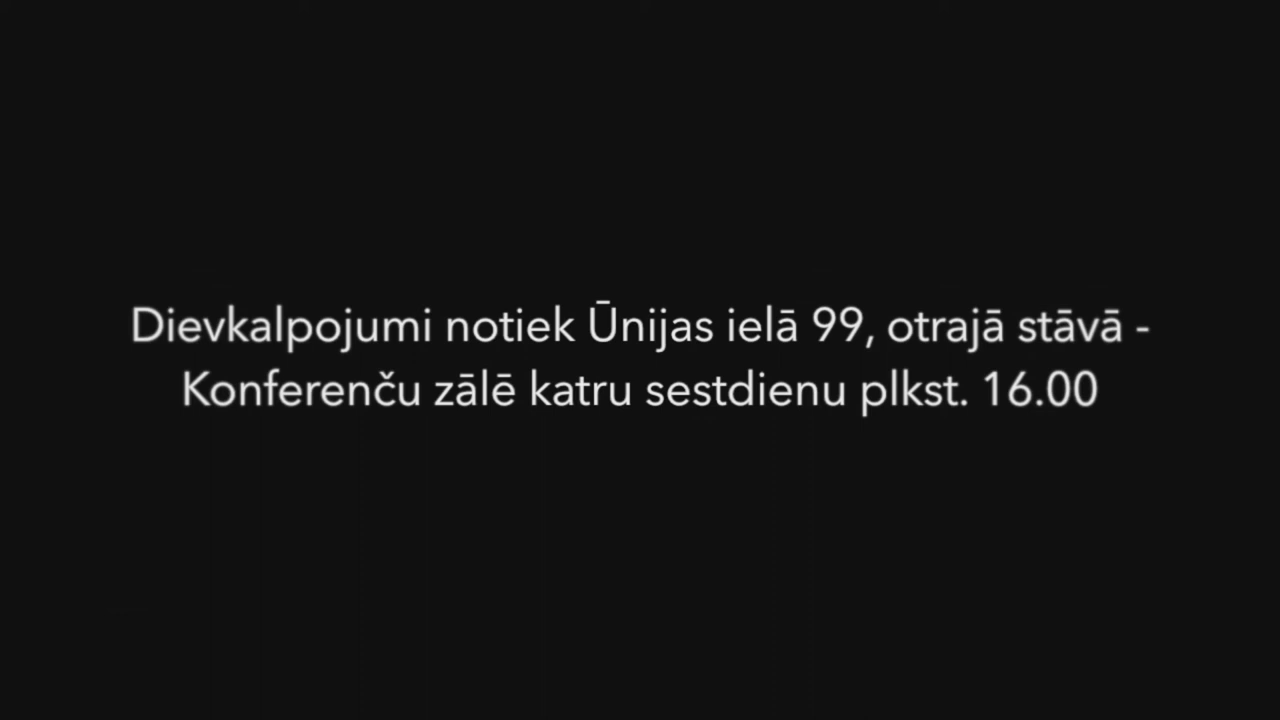 Dievkalpojumi notiek Ūnijas ielā 99, otrajā stāvā -
Konferenču zālē katru sestdienu plkst. 16.00